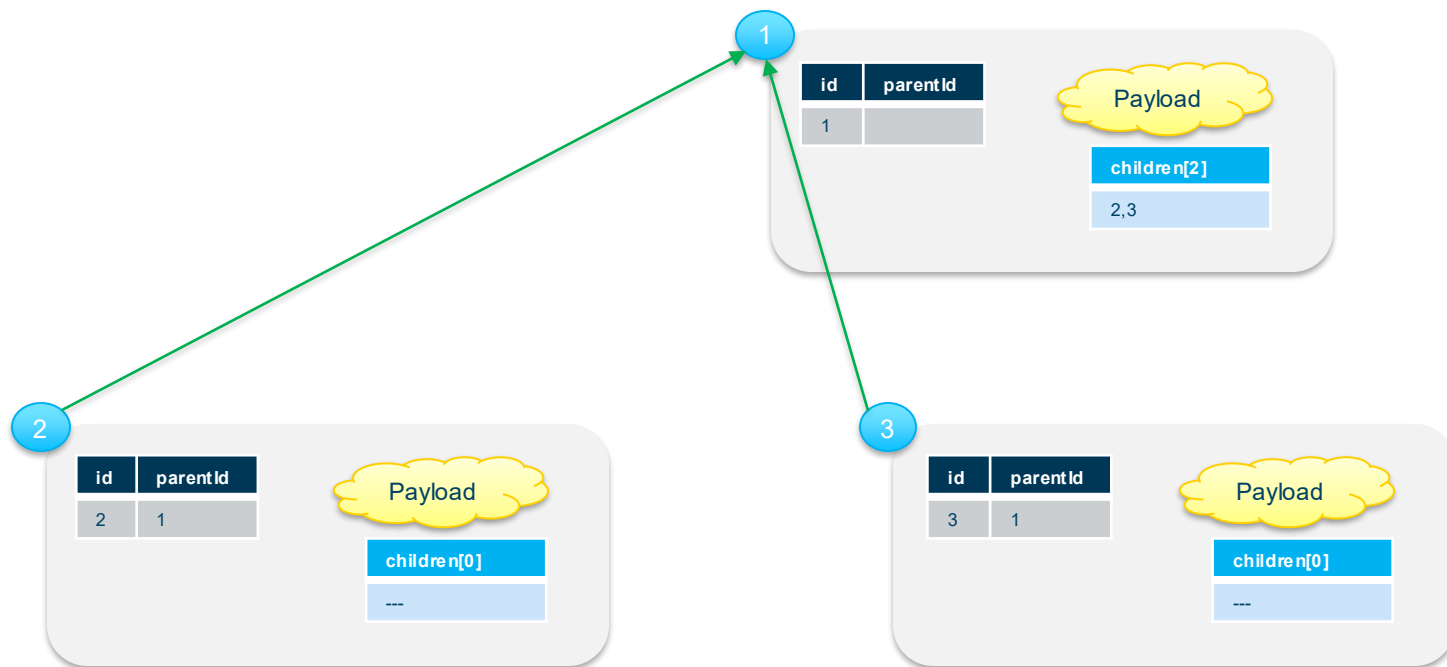 1
id parentId
1
Payload
children[2]
2,3
2
id parentId
2 1
Payload
children[0]
---
3
id parentId
3 1
Payload
children[0]
---